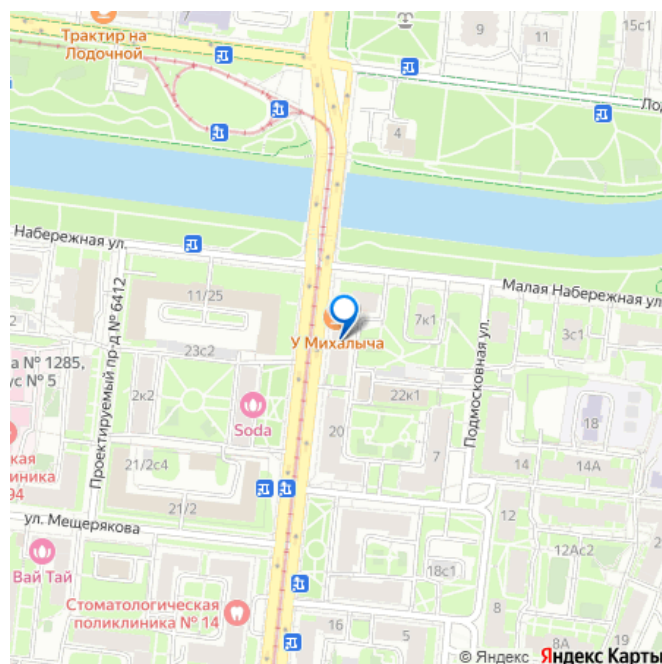 9
11
15с1
Трактир на
Лодочной
4
Набережная ул.
Малая Набережная ул.
11/25
Проектируемый пр-д № 6412
7к1
3с1
У Михалыча
23с2
а № 1285,
ус № 5
2к2
22к1
Подмосковная ул.
Soda
18
20
7
14
14А
кая
клиника
94
21/2с4
21/2
12
ул. Мещерякова
12Ас2
Вай Тай
18с1
Стоматологическая
поликлиника № 14
16
5
8
8А
19
© Яндекс Яндекс Карты